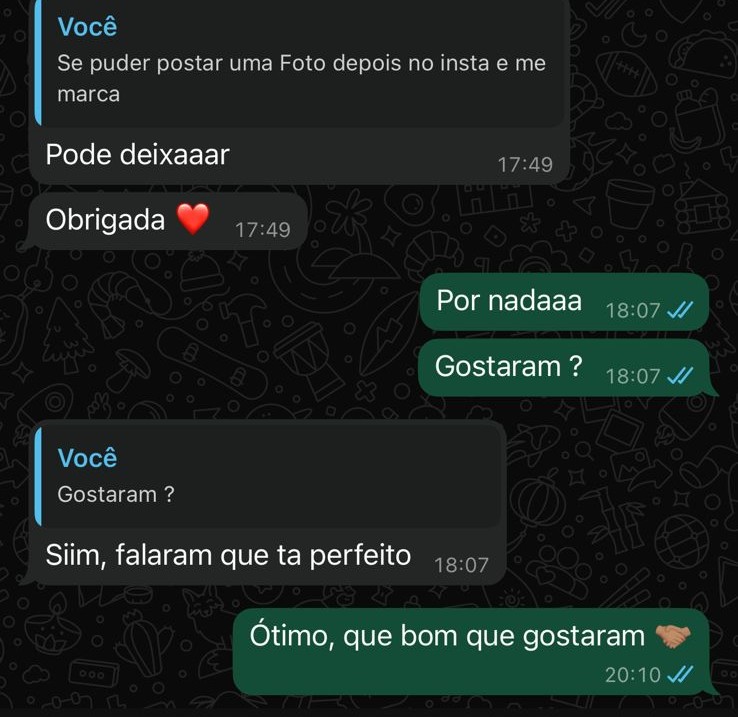 Você
Se puder postar uma Foto depois no insta e me
marca
Pode deixaaar
17:49
Obrigada ❤️ 17:49
Por nadaaa 18:07
Gostaram ? 18:07
Você
Gostaram ?
Siim, falaram que ta perfeito 18:07
Ótimo, que bom que gostaram 🤝🏽
20:10